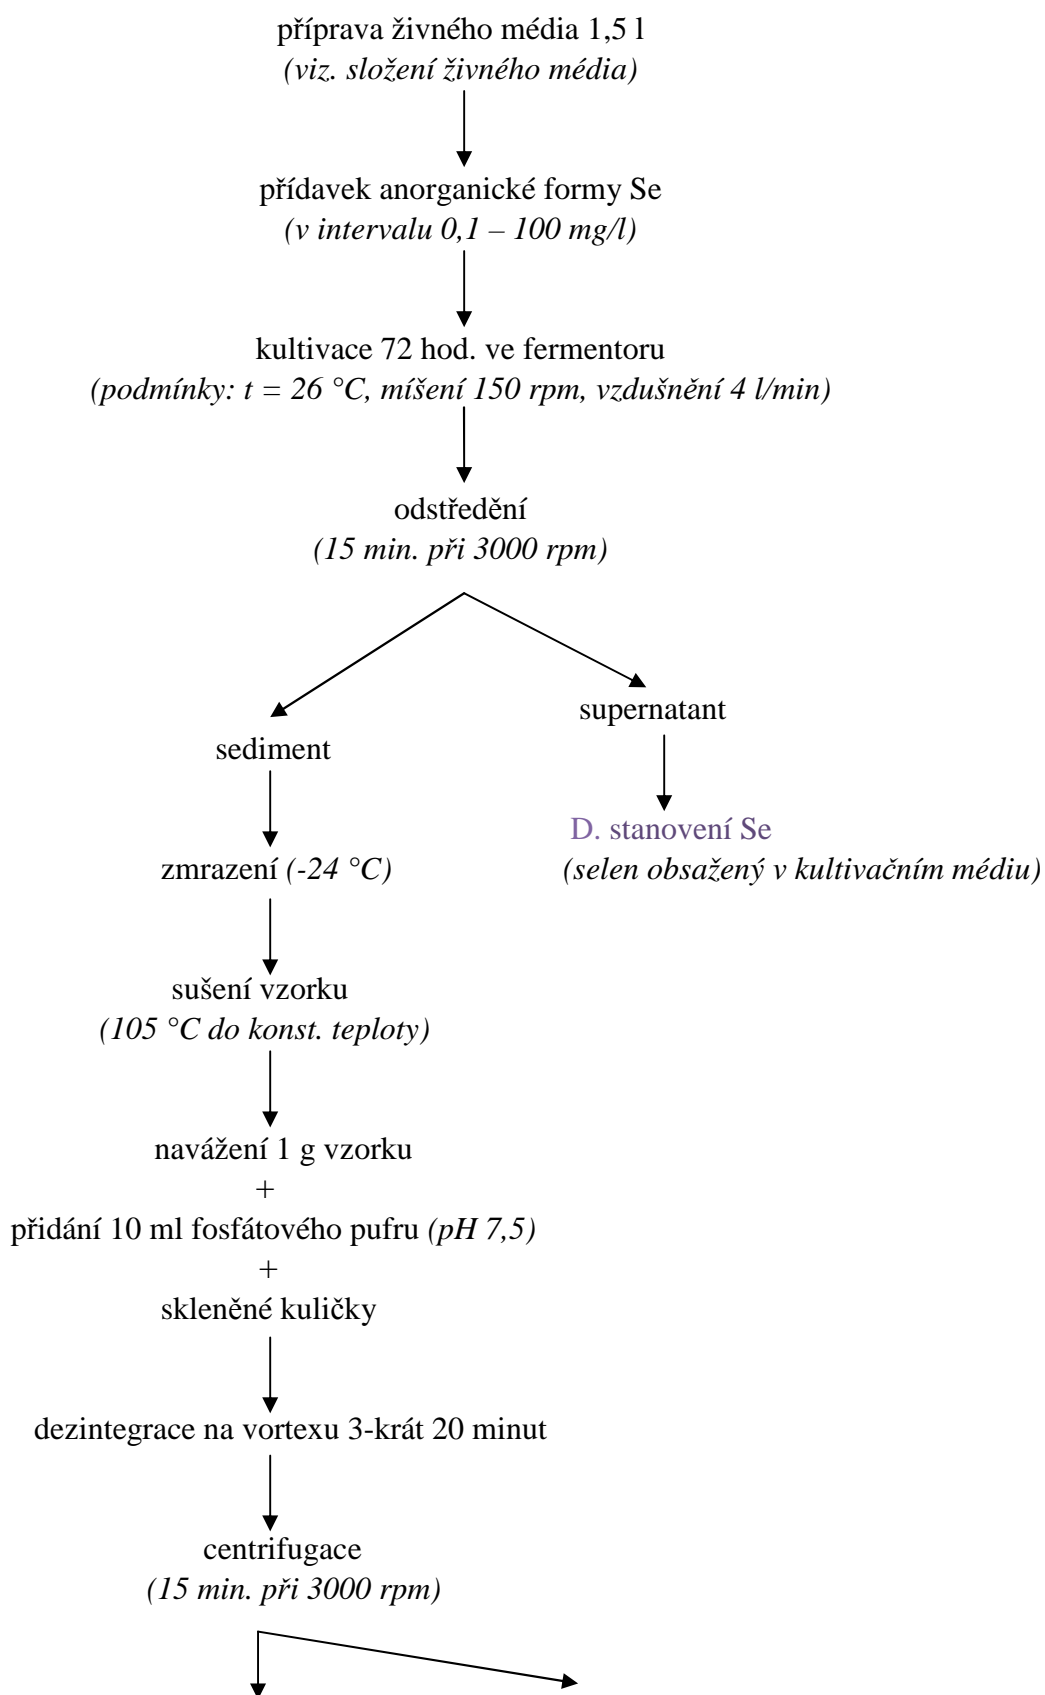 příprava živného média 1,5 l
(viz. složení živného média)
přídavek anorganické formy Se
(v intervalu 0,1 – 100 mg/l)
kultivace 72 hod. ve fermentoru
(podmínky: t = 26 °C, míšení 150 rpm, vzdušnění 4 l/min)
odstředění
(15 min. při 3000 rpm)
supernatant
sediment
D. stanovení Se
zmrazení (-24 °C)
(selen obsažený v kultivačním médiu)
sušení vzorku
(105 °C do konst. teploty)
navážení 1 g vzorku
+
přidání 10 ml fosfátového pufru (pH 7,5)
+
skleněné kuličky
dezintegrace na vortexu 3-krát 20 minut
centrifugace
(15 min. při 3000 rpm)